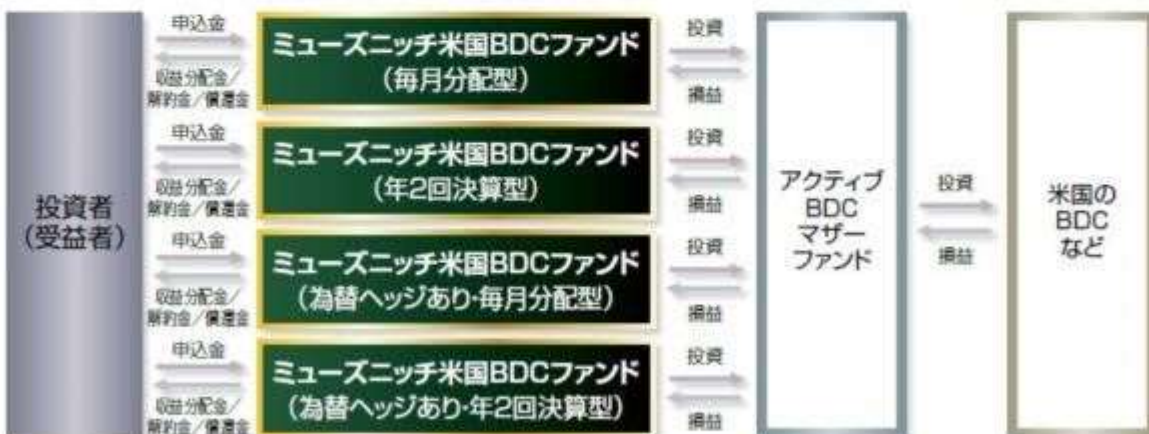 投資者
(受益者)
申込金
収益分配金/
解約金/償還金
ミューズニッチ米国BDCファンド
(毎月分配型)
投資
損益
申込金
収益分配金/
解約金/償還金
ミューズニッチ米国BDCファンド
(年2回決算型)
投資
損益
申込金
収益分配金/
解約金/償還金
ミューズニッチ米国BDCファンド
(為替ヘッジあり・毎月分配型)
投資
損益
申込金
収益分配金/
解約金/償還金
ミューズニッチ米国BDCファンド
(為替ヘッジあり・年2回決算型)
投資
損益
アクティブ
BDC
マザー
ファンド
投資
損益
米国の
BDC
など